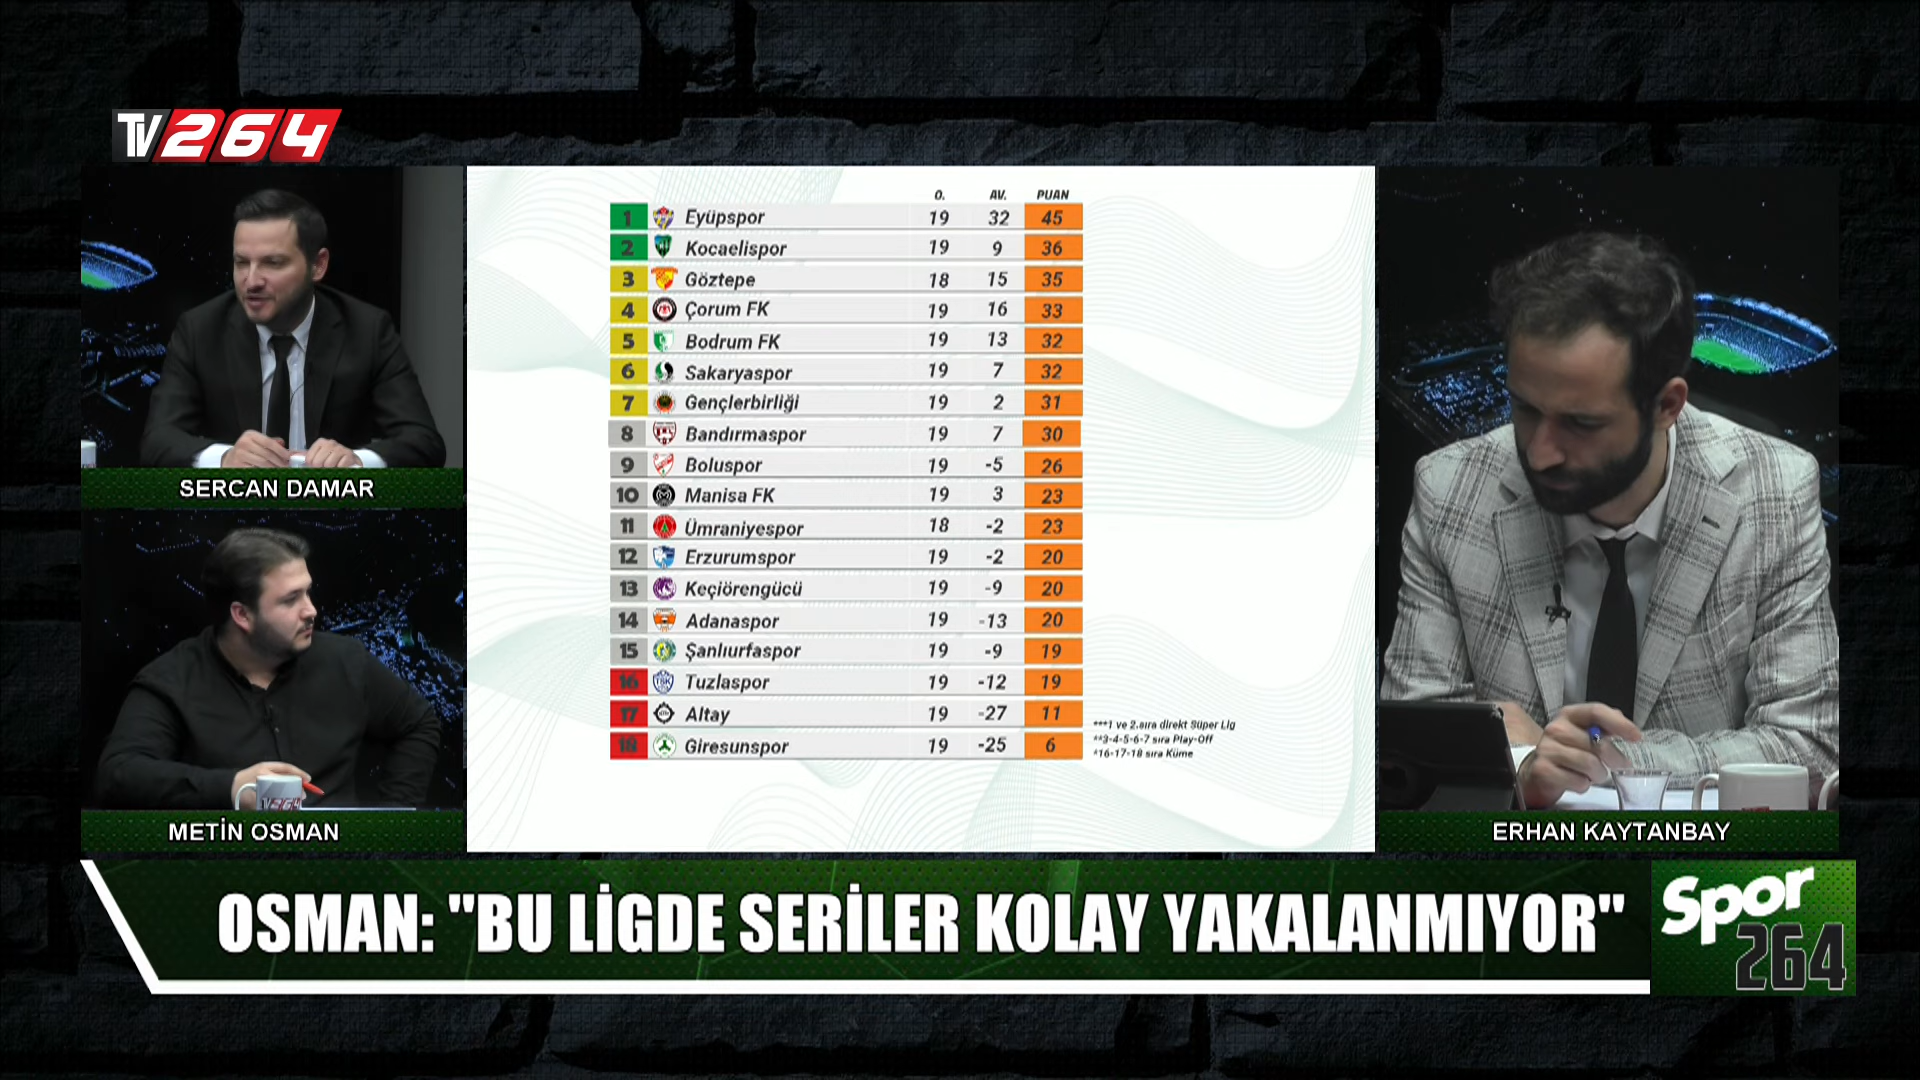 TV264
O. AV. PUAN
1 Eyüpspor 19 32 45
2 Kocaelispor 19 9 36
3 Göztepe 18 15 35
4 Çorum FK 19 16 33
5 Bodrum FK 19 13 32
6 Sakaryaspor 19 7 32
7 Gençlerbirliği 19 2 31
8 Bandırmaspor 19 7 30
9 Boluspor 19 -5 26
10 Manisa FK 19 3 23
11 Ümraniyespor 18 -2 23
12 Erzurumspor 19 -2 20
13 Keçiörengücü 19 -9 20
14 Adanaspor 19 -13 20
15 Şanlıurfaspor 19 -9 19
16 Tuzlaspor 19 -12 19
17 Altay 19 -27 11
18 Giresunspor 19 -25 6
***1 ve 2.sıra direkt Süper Lig
**3-4-5-6-7 sıra Play-Off
*16-17-18 sıra Küme
SERCAN DAMAR
TV264
METİN OSMAN
ERHAN KAYTANBAY
OSMAN: "BU LİGDE SERİLER KOLAY YAKALANMIYOR"
Spor
264